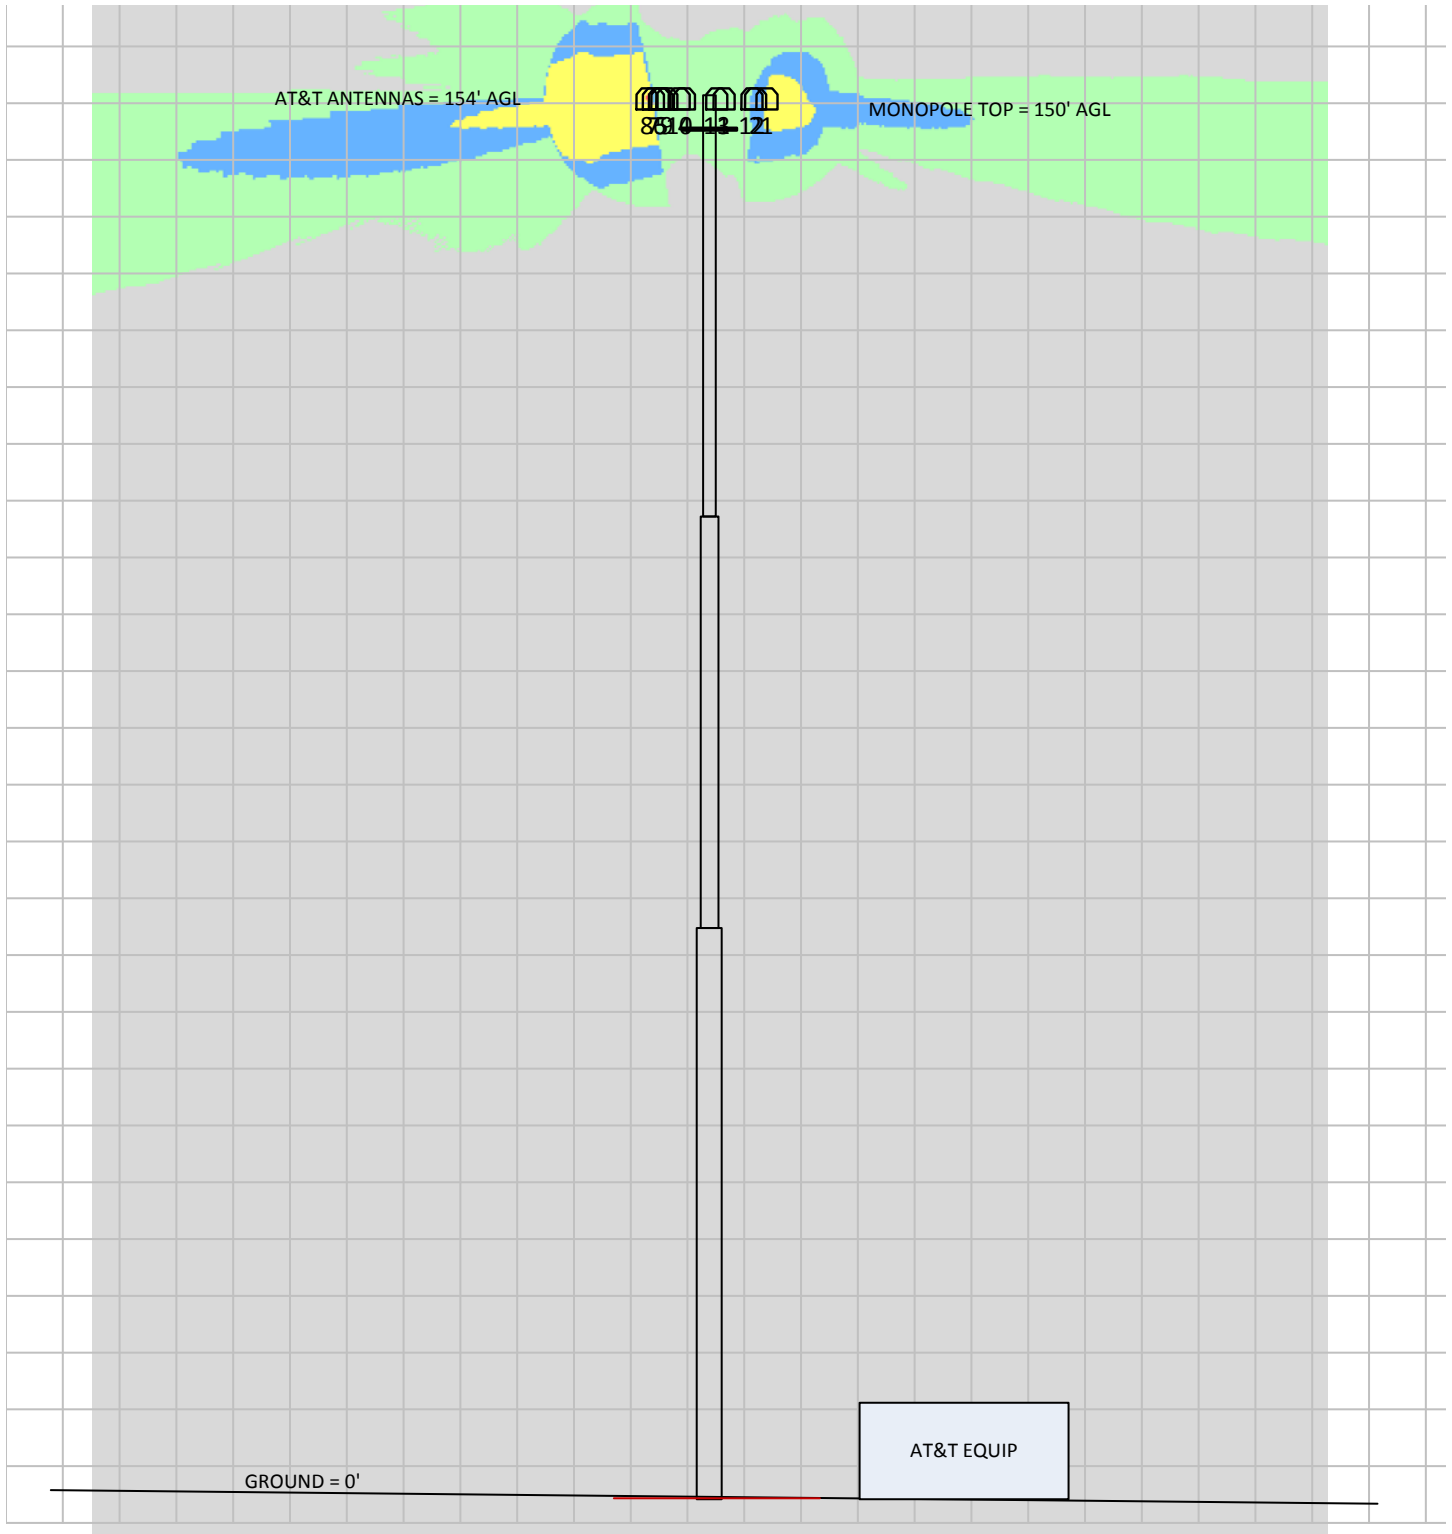 AT&T ANTENNAS = 154' AGL
MONOPOLE TOP = 150' AGL
AT&T EQUIP
GROUND = 0'